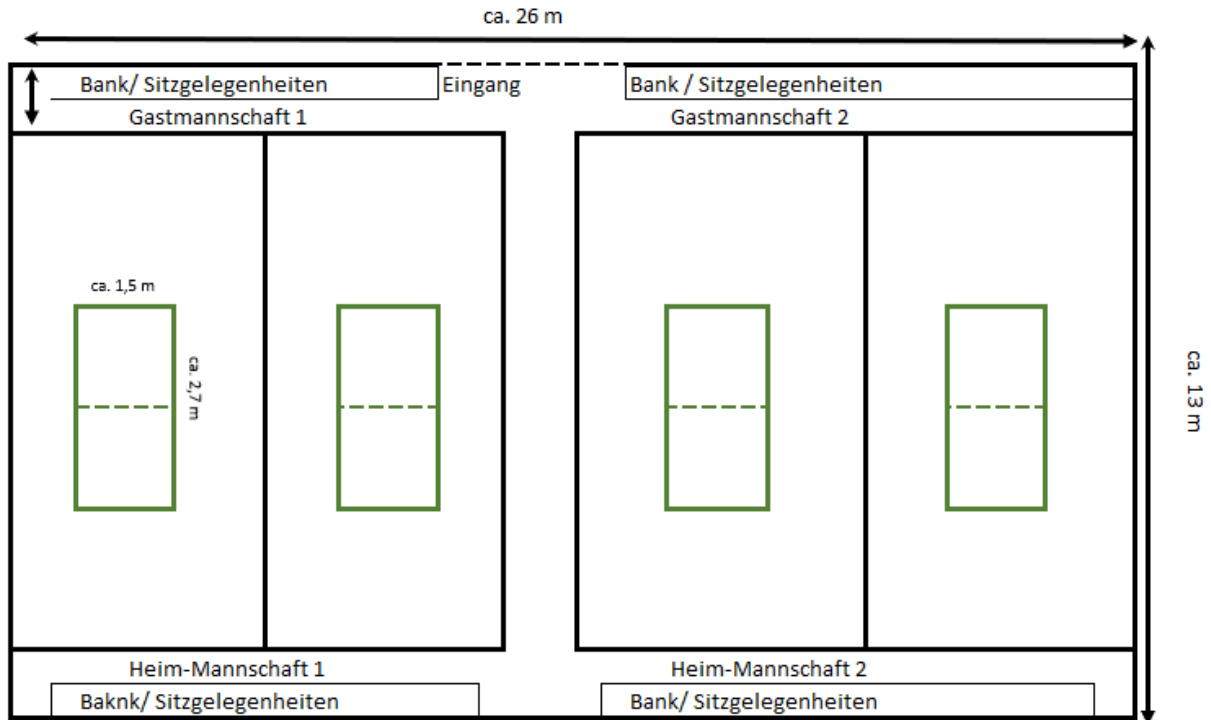 ca. 26 m
Bank/ Sitzgelegenheiten
Eingang
Bank / Sitzgelegenheiten
Gastmannschaft 1
Gastmannschaft 2
ca. 1,5 m
ca. 2,7 m
ca. 13 m
Heim-Mannschaft 1
Heim-Mannschaft 2
Baknk/ Sitzgelegenheiten
Bank/ Sitzgelegenheiten